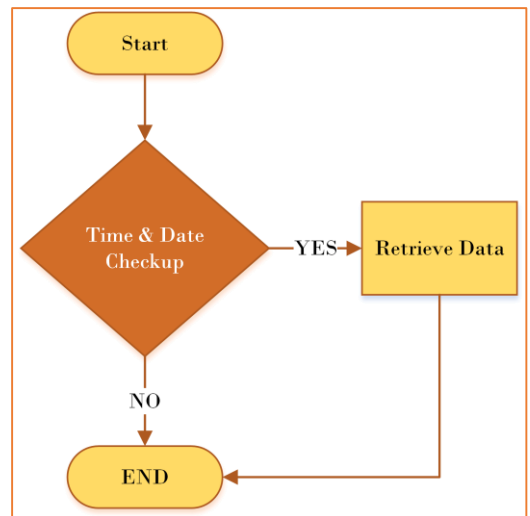 Start
Time & Date
Checkup
YES
Retrieve Data
NO
END